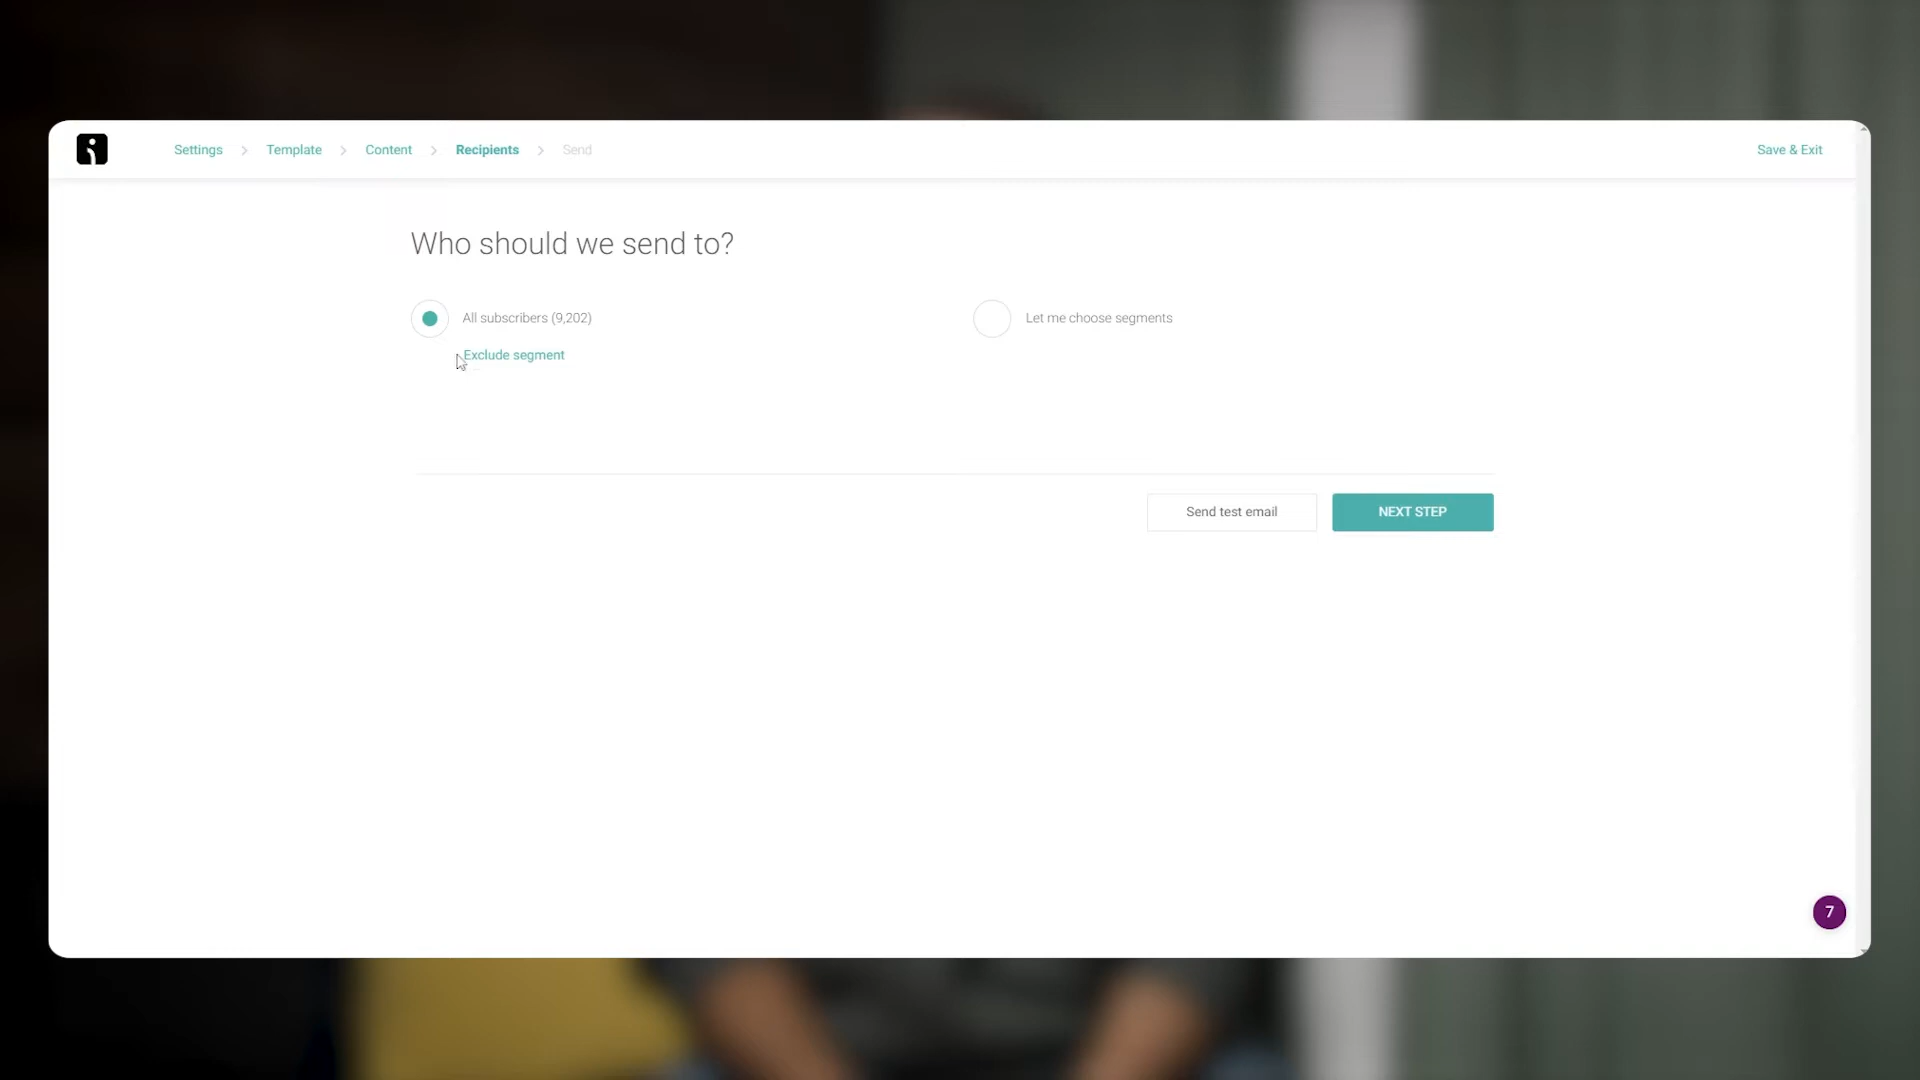 Settings > Template > Content > Recipients > Send
Save & Exit
Who should we send to?
All subscribers (9,202)
Let me choose segments
Exclude segment
Send test email
NEXT STEP
7